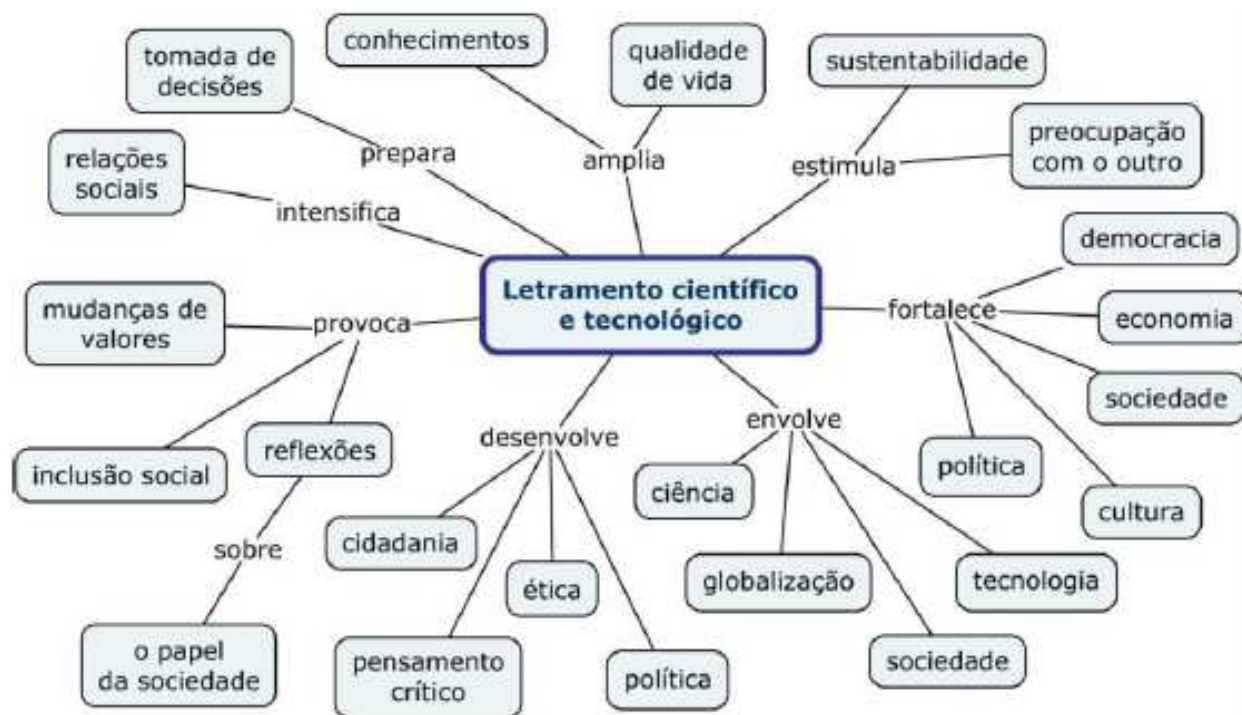 conhecimentos
tomada de
decisões
qualidade
de vida
sustentabilidade
relações
sociais
prepara
amplia
estimula
preocupação
com o outro
intensifica
democracia
Letramento científico
e tecnológico
mudanças de
valores
provoca
fortalece
economia
sociedade
envolve
desenvolve
reflexões
inclusão social
política
ciência
cultura
cidadania
sobre
ética
globalização
tecnologia
o papel
da sociedade
pensamento
crítico
política
sociedade